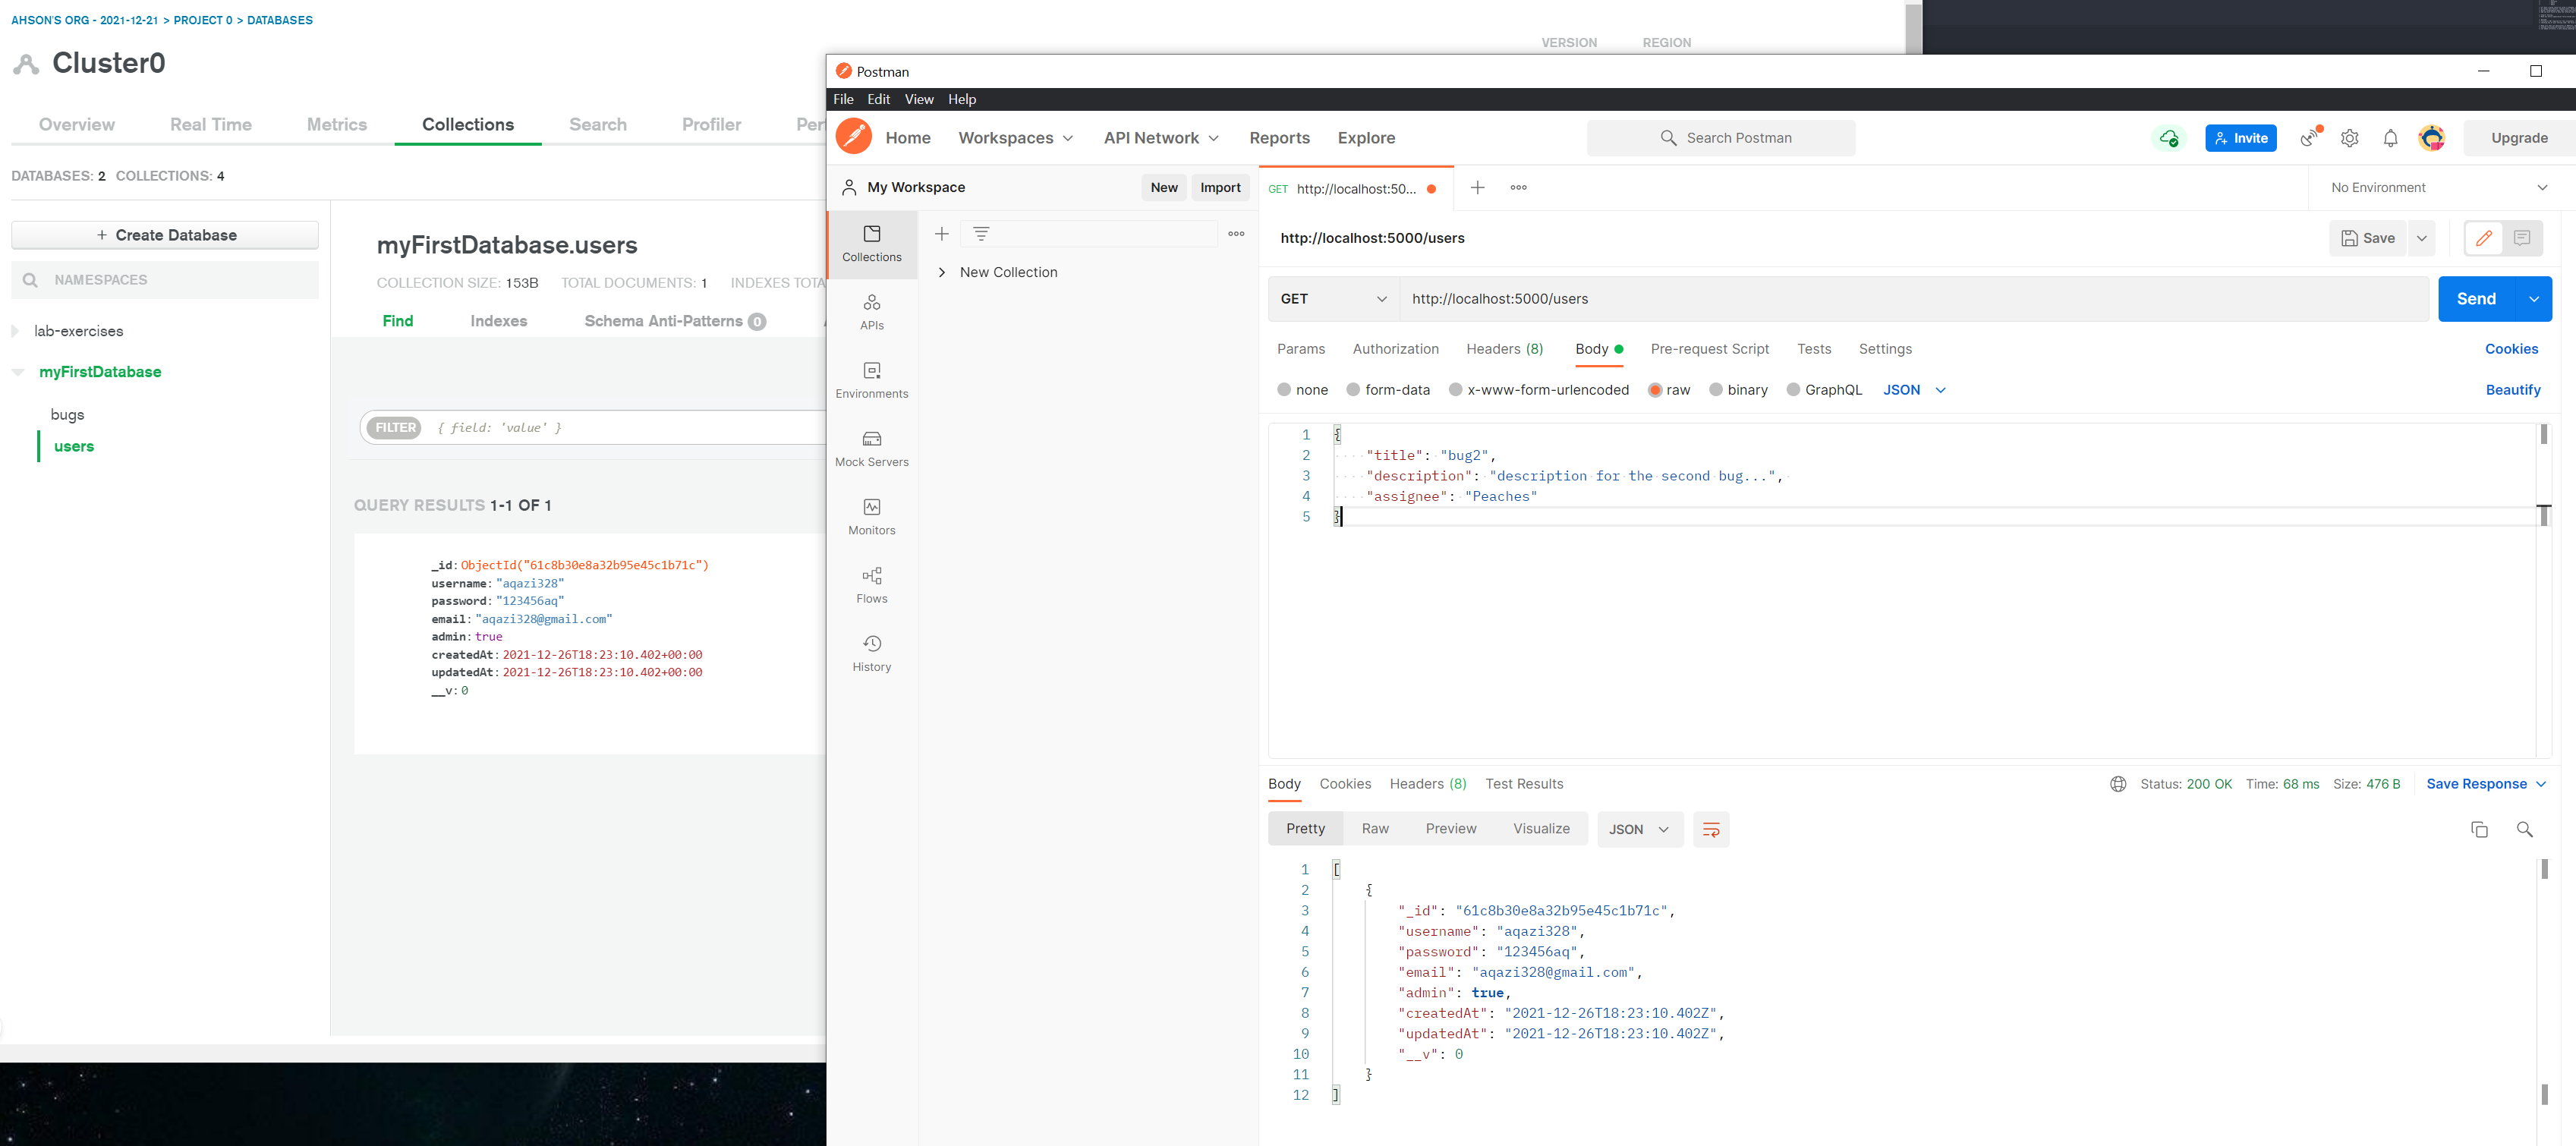 AHSON'S ORG - 2021-12-21 > PROJECT 0 > DATABASES
Cluster0
VERSION REGION
Overview Real Time Metrics Collections Search Profiler
DATABASES: 2 COLLECTIONS: 4
+ Create Database
NAMESPACES
lab-exercises
myFirstDatabase
bugs
users
myFirstDatabase.users
COLLECTION SIZE: 153B TOTAL DOCUMENTS: 1 INDEXES
Find Indexes Schema Anti-Patterns 0
FILTER { field: 'value' }
QUERY RESULTS 1-1 OF 1
_id: ObjectId("61c8b30e8a32b95e45c1b71c")
username: "aqazi328"
password: "123456aq"
email: "aqazi328@gmail.com"
admin: true
createdAt: 2021-12-26T18:23:10.402+00:00
updatedAt: 2021-12-26T18:23:10.402+00:00
__v: 0
Postman
File Edit View Help
Home Workspaces API Network Reports Explore
Search Postman
Invite
Upgrade
My Workspace New Import
GET http://localhost:50...
No Environment
Collections
APIs
Environments
Mock Servers
Monitors
Flows
History
New Collection
http://localhost:5000/users
Save
GET http://localhost:5000/users
Send
Params Authorization Headers (8) Body Pre-request Script Tests Settings Cookies
none form-data x-www-form-urlencoded raw binary GraphQL JSON Beautify
1 {
2 "title": "bug2",
3 "description": "description for the second bug...",
4 "assignee": "Peaches"
5 }
Body Cookies Headers (8) Test Results Status: 200 OK Time: 68 ms Size: 476 B Save Response
Pretty Raw Preview Visualize JSON
1 [
2 {
3 "_id": "61c8b30e8a32b95e45c1b71c",
4 "username": "aqazi328",
5 "password": "123456aq",
6 "email": "aqazi328@gmail.com",
7 "admin": true,
8 "createdAt": "2021-12-26T18:23:10.402Z",
9 "updatedAt": "2021-12-26T18:23:10.402Z",
10 "__v": 0
11 }
12 ]